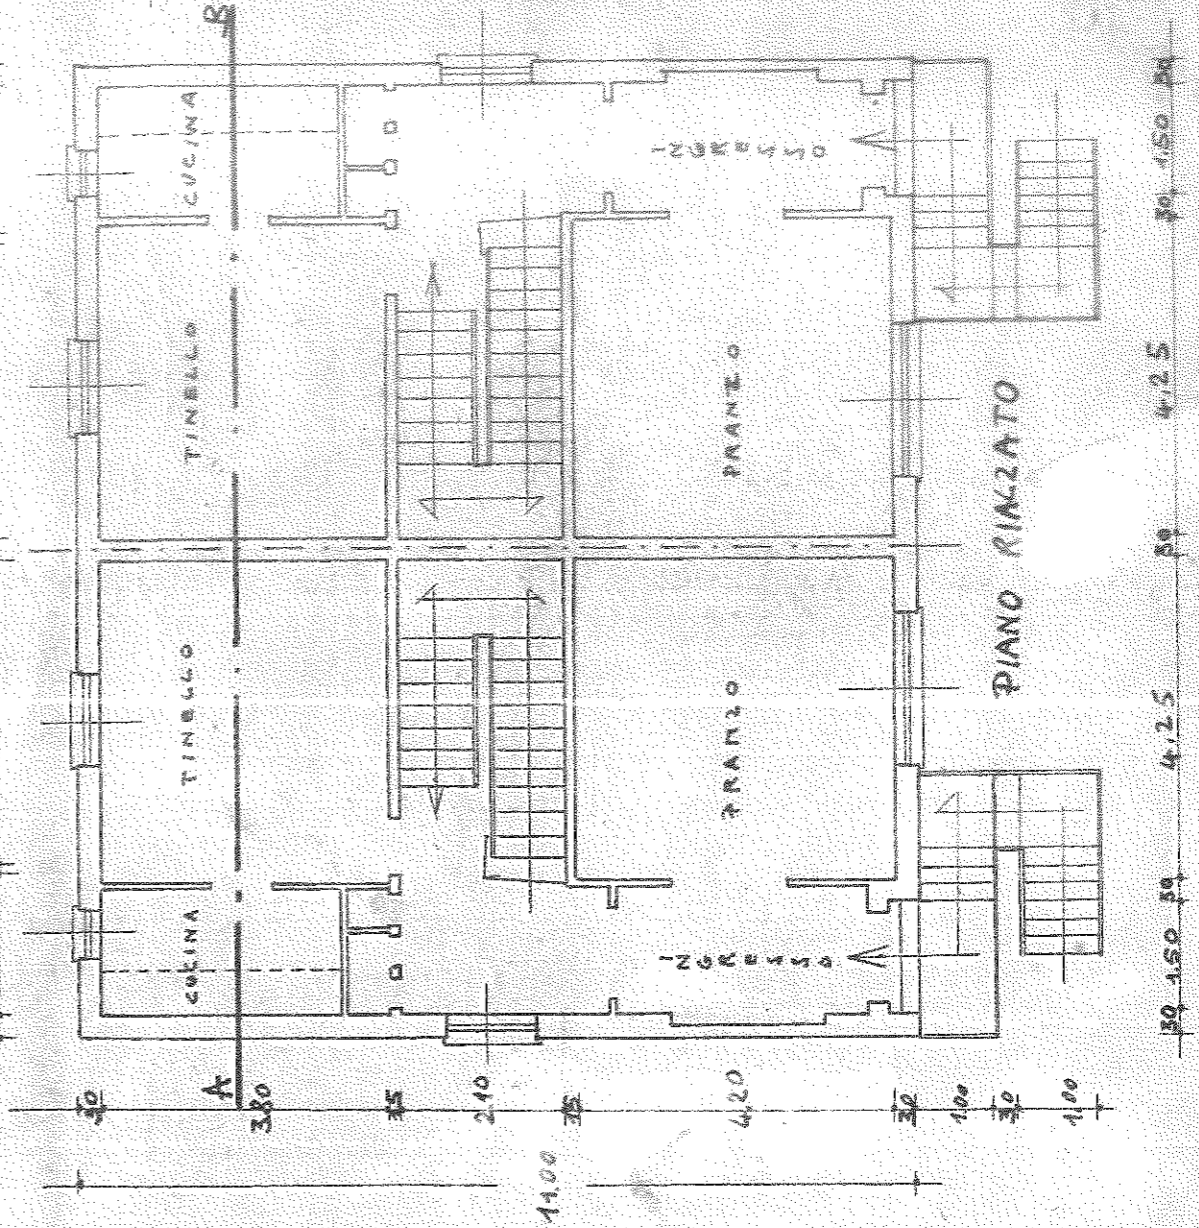 B
CUCINA
INGRESSO
TINELLO
PRANZO
PIANO RIALZATO
TINELLO
PRANZO
CUCINA
INGRESSO
A
30
3.80
15
2.10
15
4.20
30
1.00
30
1.00
11.00
30
1.50
30
4.25
30
4.25
30
1.50
30